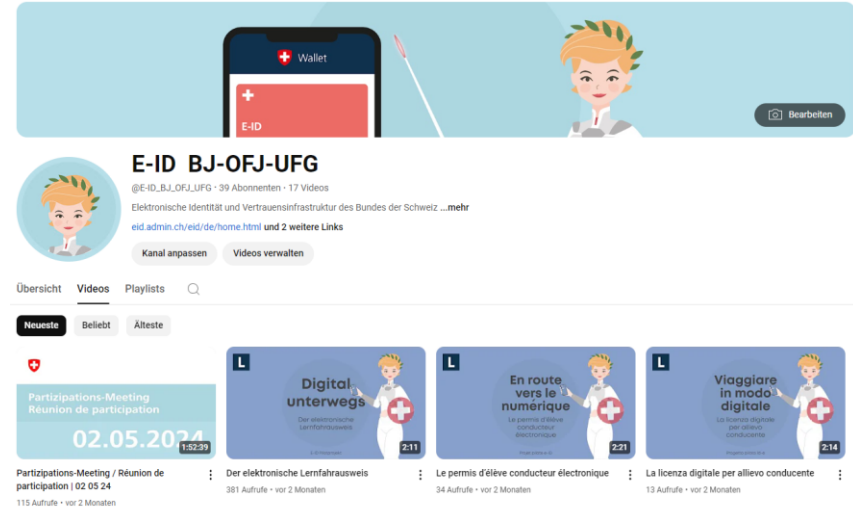 Wallet
E-ID
Bearbeiten
E-ID BJ-OFJ-UFG
@E-ID_BJ_OFJ_UFG · 39 Abonnenten · 17 Videos
Elektronische Identität und Vertrauensinfrastruktur des Bundes der Schweiz ...mehr
eid.admin.ch/eid/de/home.html und 2 weitere Links
Kanal anpassen
Videos verwalten
Übersicht
Videos
Playlists
Neueste
Beliebt
Älteste
Partizipations-Meeting
Réunion de participation
02.05.2024
1:52:39
Partizipations-Meeting / Réunion de
participation | 02 05 24
115 Aufrufe • vor 2 Monaten
L
Digital
unterwegs
Der elektronische
Lernfahrausweis
2:11
Der elektronische Lernfahrausweis
381 Aufrufe • vor 2 Monaten
L
En route
vers le
numérique
Le permis d'élève
conducteur
électronique
2:21
Le permis d'élève conducteur électronique
34 Aufrufe • vor 2 Monaten
L
Viaggiare
in modo
digitale
La licenza digitale
per allievo
conducente
2:14
La licenza digitale per allievo conducente
13 Aufrufe • vor 2 Monaten